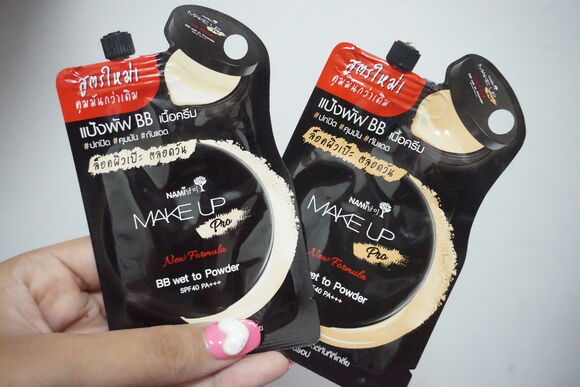 สูตรใหม่!
คุมมันกว่าเดิม
แป้งพัฟ BB เนื้อครีม
#ปกปิด #คุมมัน #กันแดด
ล็อคผิวเป๊ะ ตลอดวัน
NAMI
MAKE UP
Pro
New Formula
BB wet to Powder
SPF40 PA+++
สูตรใหม่!
คุมมันกว่าเดิม
แป้งพัฟ BB เนื้อครีม
#ปกปิด #คุมมัน #กันแดด
ล็อคผิวเป๊ะ ตลอดวัน
NAMI
MAKE UP
Pro
New Formula
BB wet to Powder
SPF40 PA+++